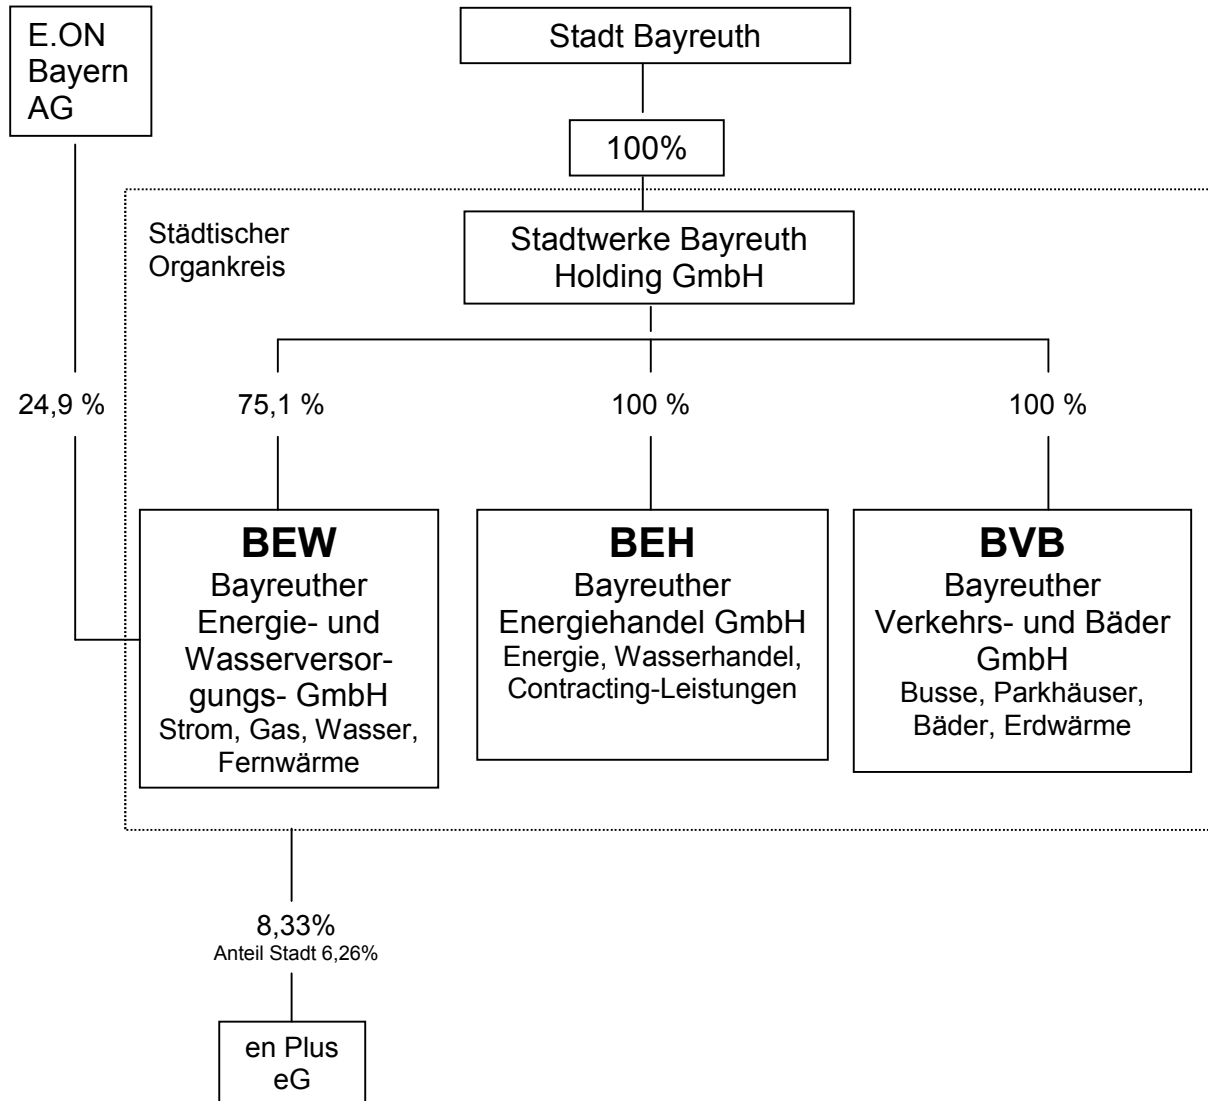 E.ON
Bayern
AG
Stadt Bayreuth
100%
Städtischer
Organkreis
Stadtwerke Bayreuth
Holding GmbH
24,9 %
75,1 %
100 %
100 %
BEW
Bayreuther
Energie- und
Wasserversor-
gungs- GmbH
Strom, Gas, Wasser,
Fernwärme
BEH
Bayreuther
Energiehandel GmbH
Energie, Wasserhandel,
Contracting-Leistungen
BVB
Bayreuther
Verkehrs- und Bäder
GmbH
Busse, Parkhäuser,
Bäder, Erdwärme
8,33%
Anteil Stadt 6,26%
en Plus
eG